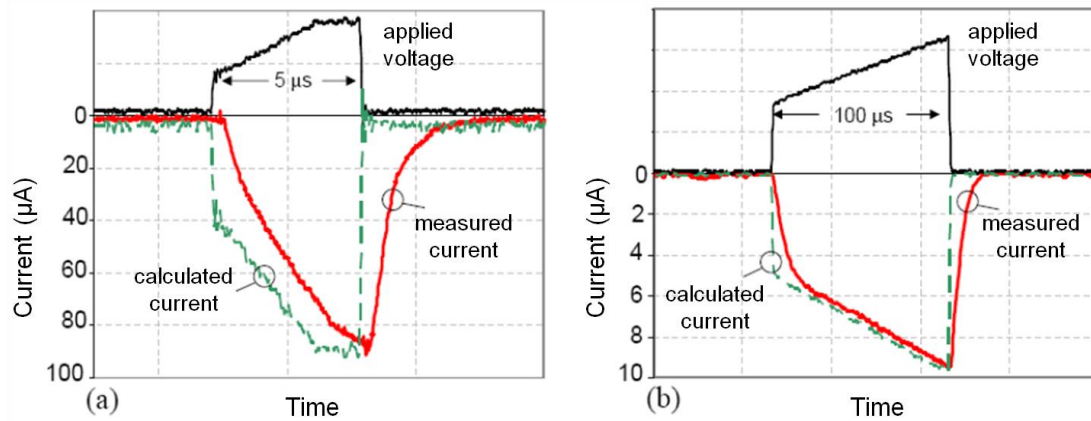 applied
voltage
5 µs
0
20
40
60
80
100
Current (µA)
measured
current
calculated
current
(a)
Time
applied
voltage
100 µs
0
2
4
6
8
10
Current (µA)
measured
current
calculated
current
(b)
Time